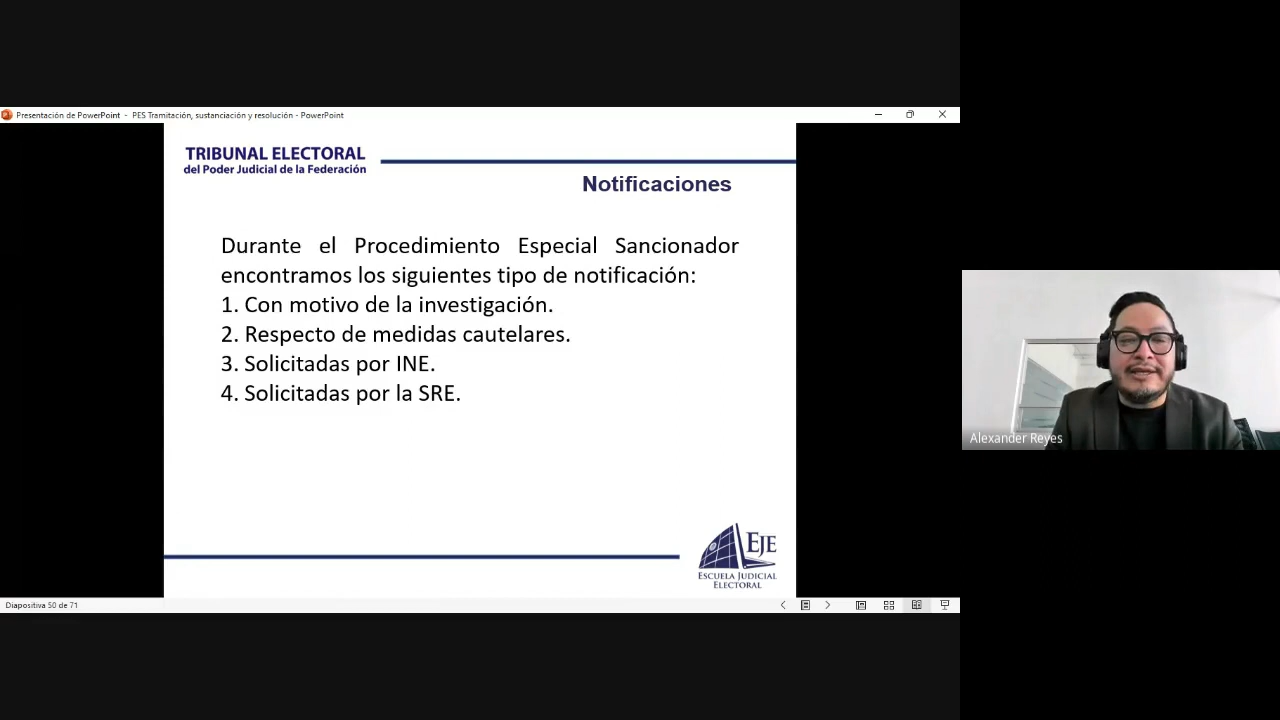 Presentación de PowerPoint - PES Tramitación, sustanciación y resolución - PowerPoint
TRIBUNAL ELECTORAL
del Poder Judicial de la Federación
Notificaciones
Durante el Procedimiento Especial Sancionador
encontramos los siguientes tipo de notificación:
1. Con motivo de la investigación.
2. Respecto de medidas cautelares.
3. Solicitadas por INE.
4. Solicitadas por la SRE.
EJE
ESCUELA JUDICIAL
ELECTORAL
Diapositiva 50 de 71
Alexander Reyes